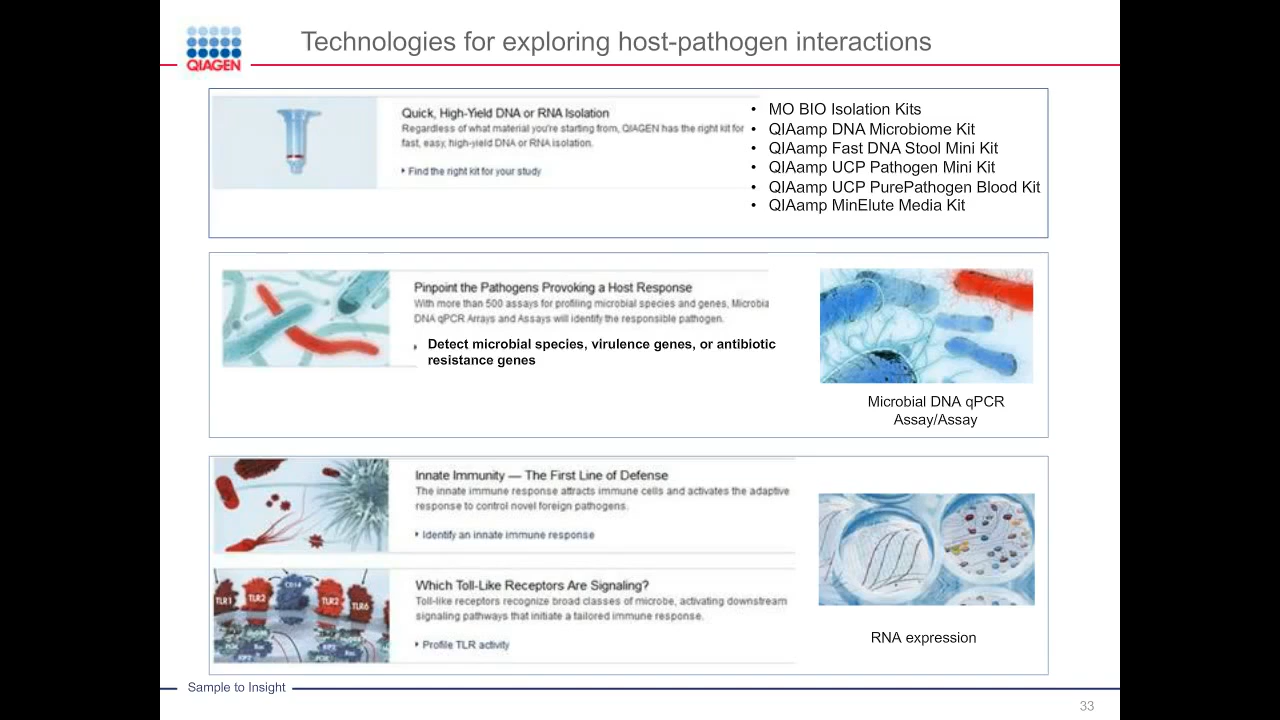 Technologies for exploring host-pathogen interactions
QIAGEN
Quick, High-Yield DNA or RNA Isolation
Regardless of what material you're starting from, QIAGEN has the right kit for
fast, easy, high-yield DNA or RNA isolation.
Find the right kit for your study
• MO BIO Isolation Kits
• QIAamp DNA Microbiome Kit
• QIAamp Fast DNA Stool Mini Kit
• QIAamp UCP Pathogen Mini Kit
• QIAamp UCP PurePathogen Blood Kit
• QIAamp MinElute Media Kit
Pinpoint the Pathogens Provoking a Host Response
With more than 500 assays for profiling microbial species and genes, Microbia
DNA qPCR Arrays and Assays will identify the responsible pathogen.
Detect microbial species, virulence genes, or antibiotic
resistance genes
Microbial DNA qPCR
Assay/Assay
Innate Immunity — The First Line of Defense
The innate immune response attracts immune cells and activates the adaptive
response to control novel foreign pathogens.
Identify an innate immune response
TLR1 TLR2 CD14 TLR2 TLR6
Which Toll-Like Receptors Are Signaling?
Toll-like receptors recognize broad classes of microbe, activating downstream
signaling pathways that initiate a tailored immune response.
Profile TLR activity
RNA expression
Sample to Insight
33